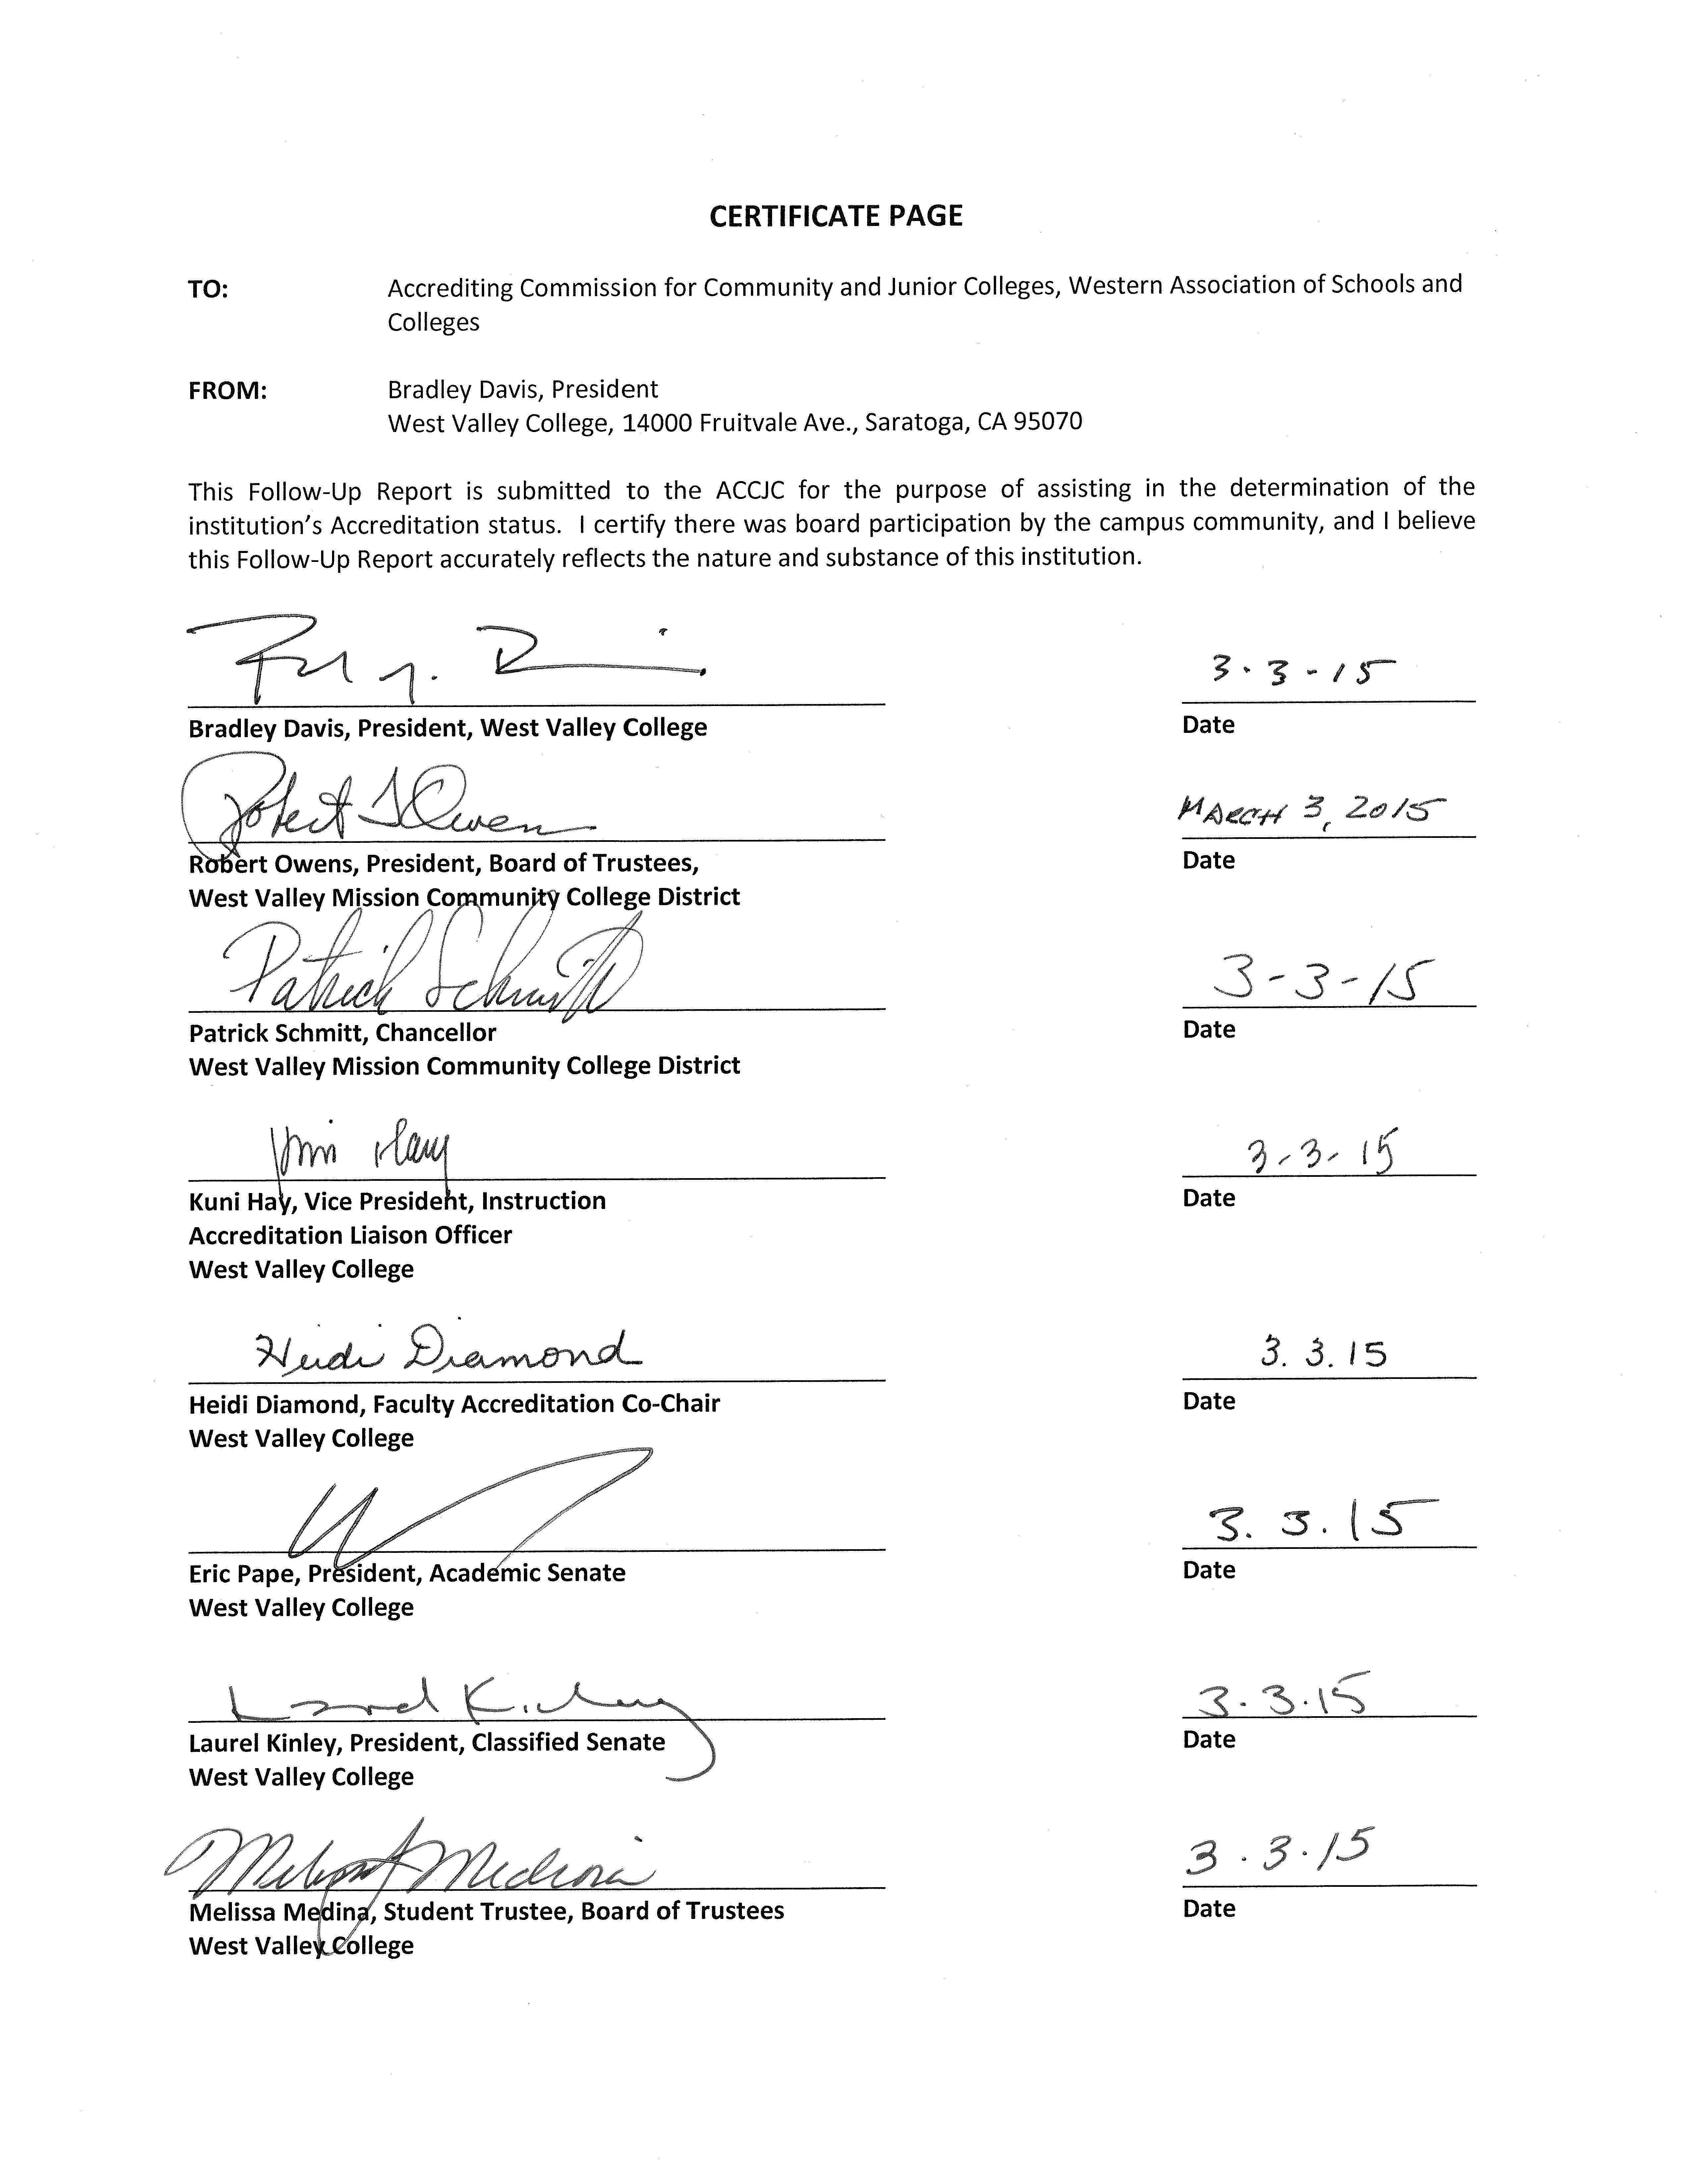 CERTIFICATE PAGE
TO: Accrediting Commission for Community and Junior Colleges, Western Association of Schools and
Colleges
FROM: Bradley Davis, President
West Valley College, 14000 Fruitvale Ave., Saratoga, CA 95070
This Follow-Up Report is submitted to the ACCJC for the purpose of assisting in the determination of the
institution's Accreditation status. I certify there was board participation by the campus community, and I believe
this Follow-Up Report accurately reflects the nature and substance of this institution.
3-3-15
Bradley Davis, President, West Valley College Date
Robert Owens MARCH 3, 2015
Robert Owens, President, Board of Trustees, Date
West Valley Mission Community College District
Patrick Schmitt 3-3-15
Patrick Schmitt, Chancellor Date
West Valley Mission Community College District
Kuni Hay 3-3-15
Kuni Hay, Vice President, Instruction Date
Accreditation Liaison Officer
West Valley College
Heidi Diamond 3.3.15
Heidi Diamond, Faculty Accreditation Co-Chair Date
West Valley College
3.3.15
Eric Pape, President, Academic Senate Date
West Valley College
Laurel Kinley 3.3.15
Laurel Kinley, President, Classified Senate Date
West Valley College
Melissa Medina 3.3.15
Melissa Medina, Student Trustee, Board of Trustees Date
West Valley College